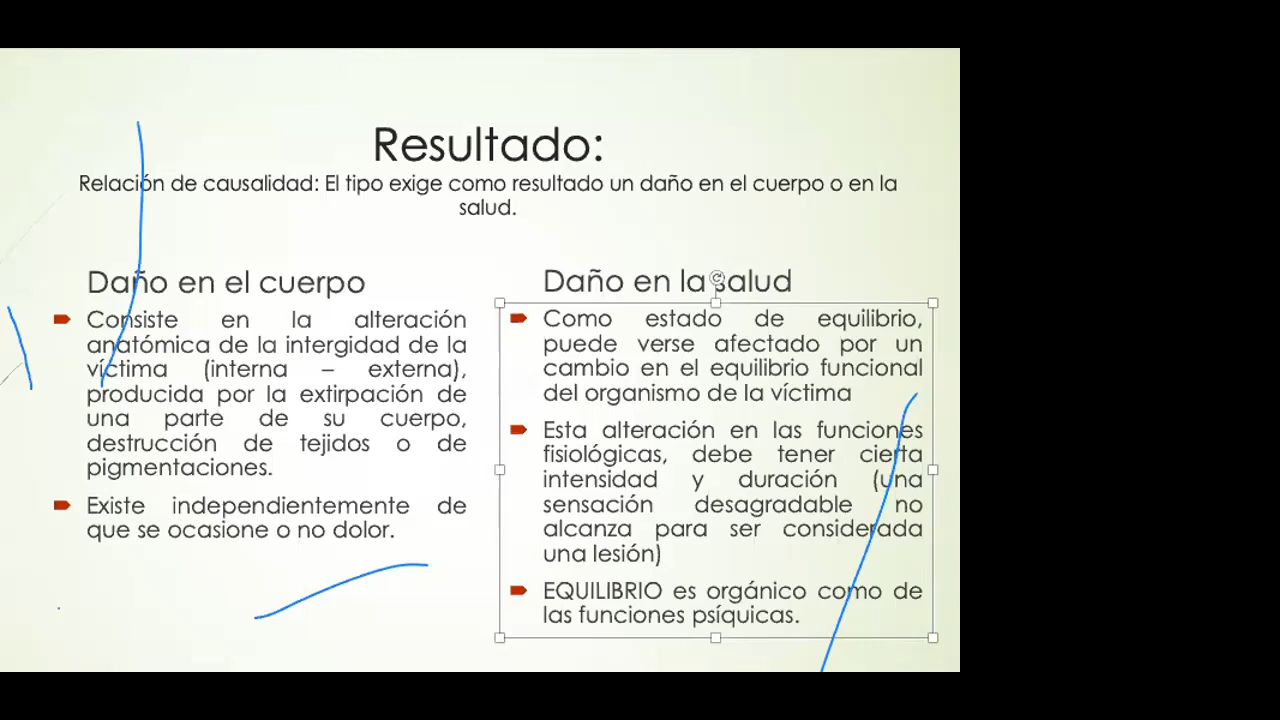 Resultado:
Relación de causalidad: El tipo exige como resultado un daño en el cuerpo o en la
salud.
Daño en el cuerpo
Consiste en la alteración
anatómica de la intergidad de la
víctima (interna – externa),
producida por la extirpación de
una parte de su cuerpo,
destrucción de tejidos o de
pigmentaciones.
Existe independientemente de
que se ocasione o no dolor.
Daño en la salud
Como estado de equilibrio,
puede verse afectado por un
cambio en el equilibrio funcional
del organismo de la víctima
Esta alteración en las funciones
fisiológicas, debe tener cierta
intensidad y duración (una
sensación desagradable no
alcanza para ser considerada
una lesión)
EQUILIBRIO es orgánico como de
las funciones psíquicas.